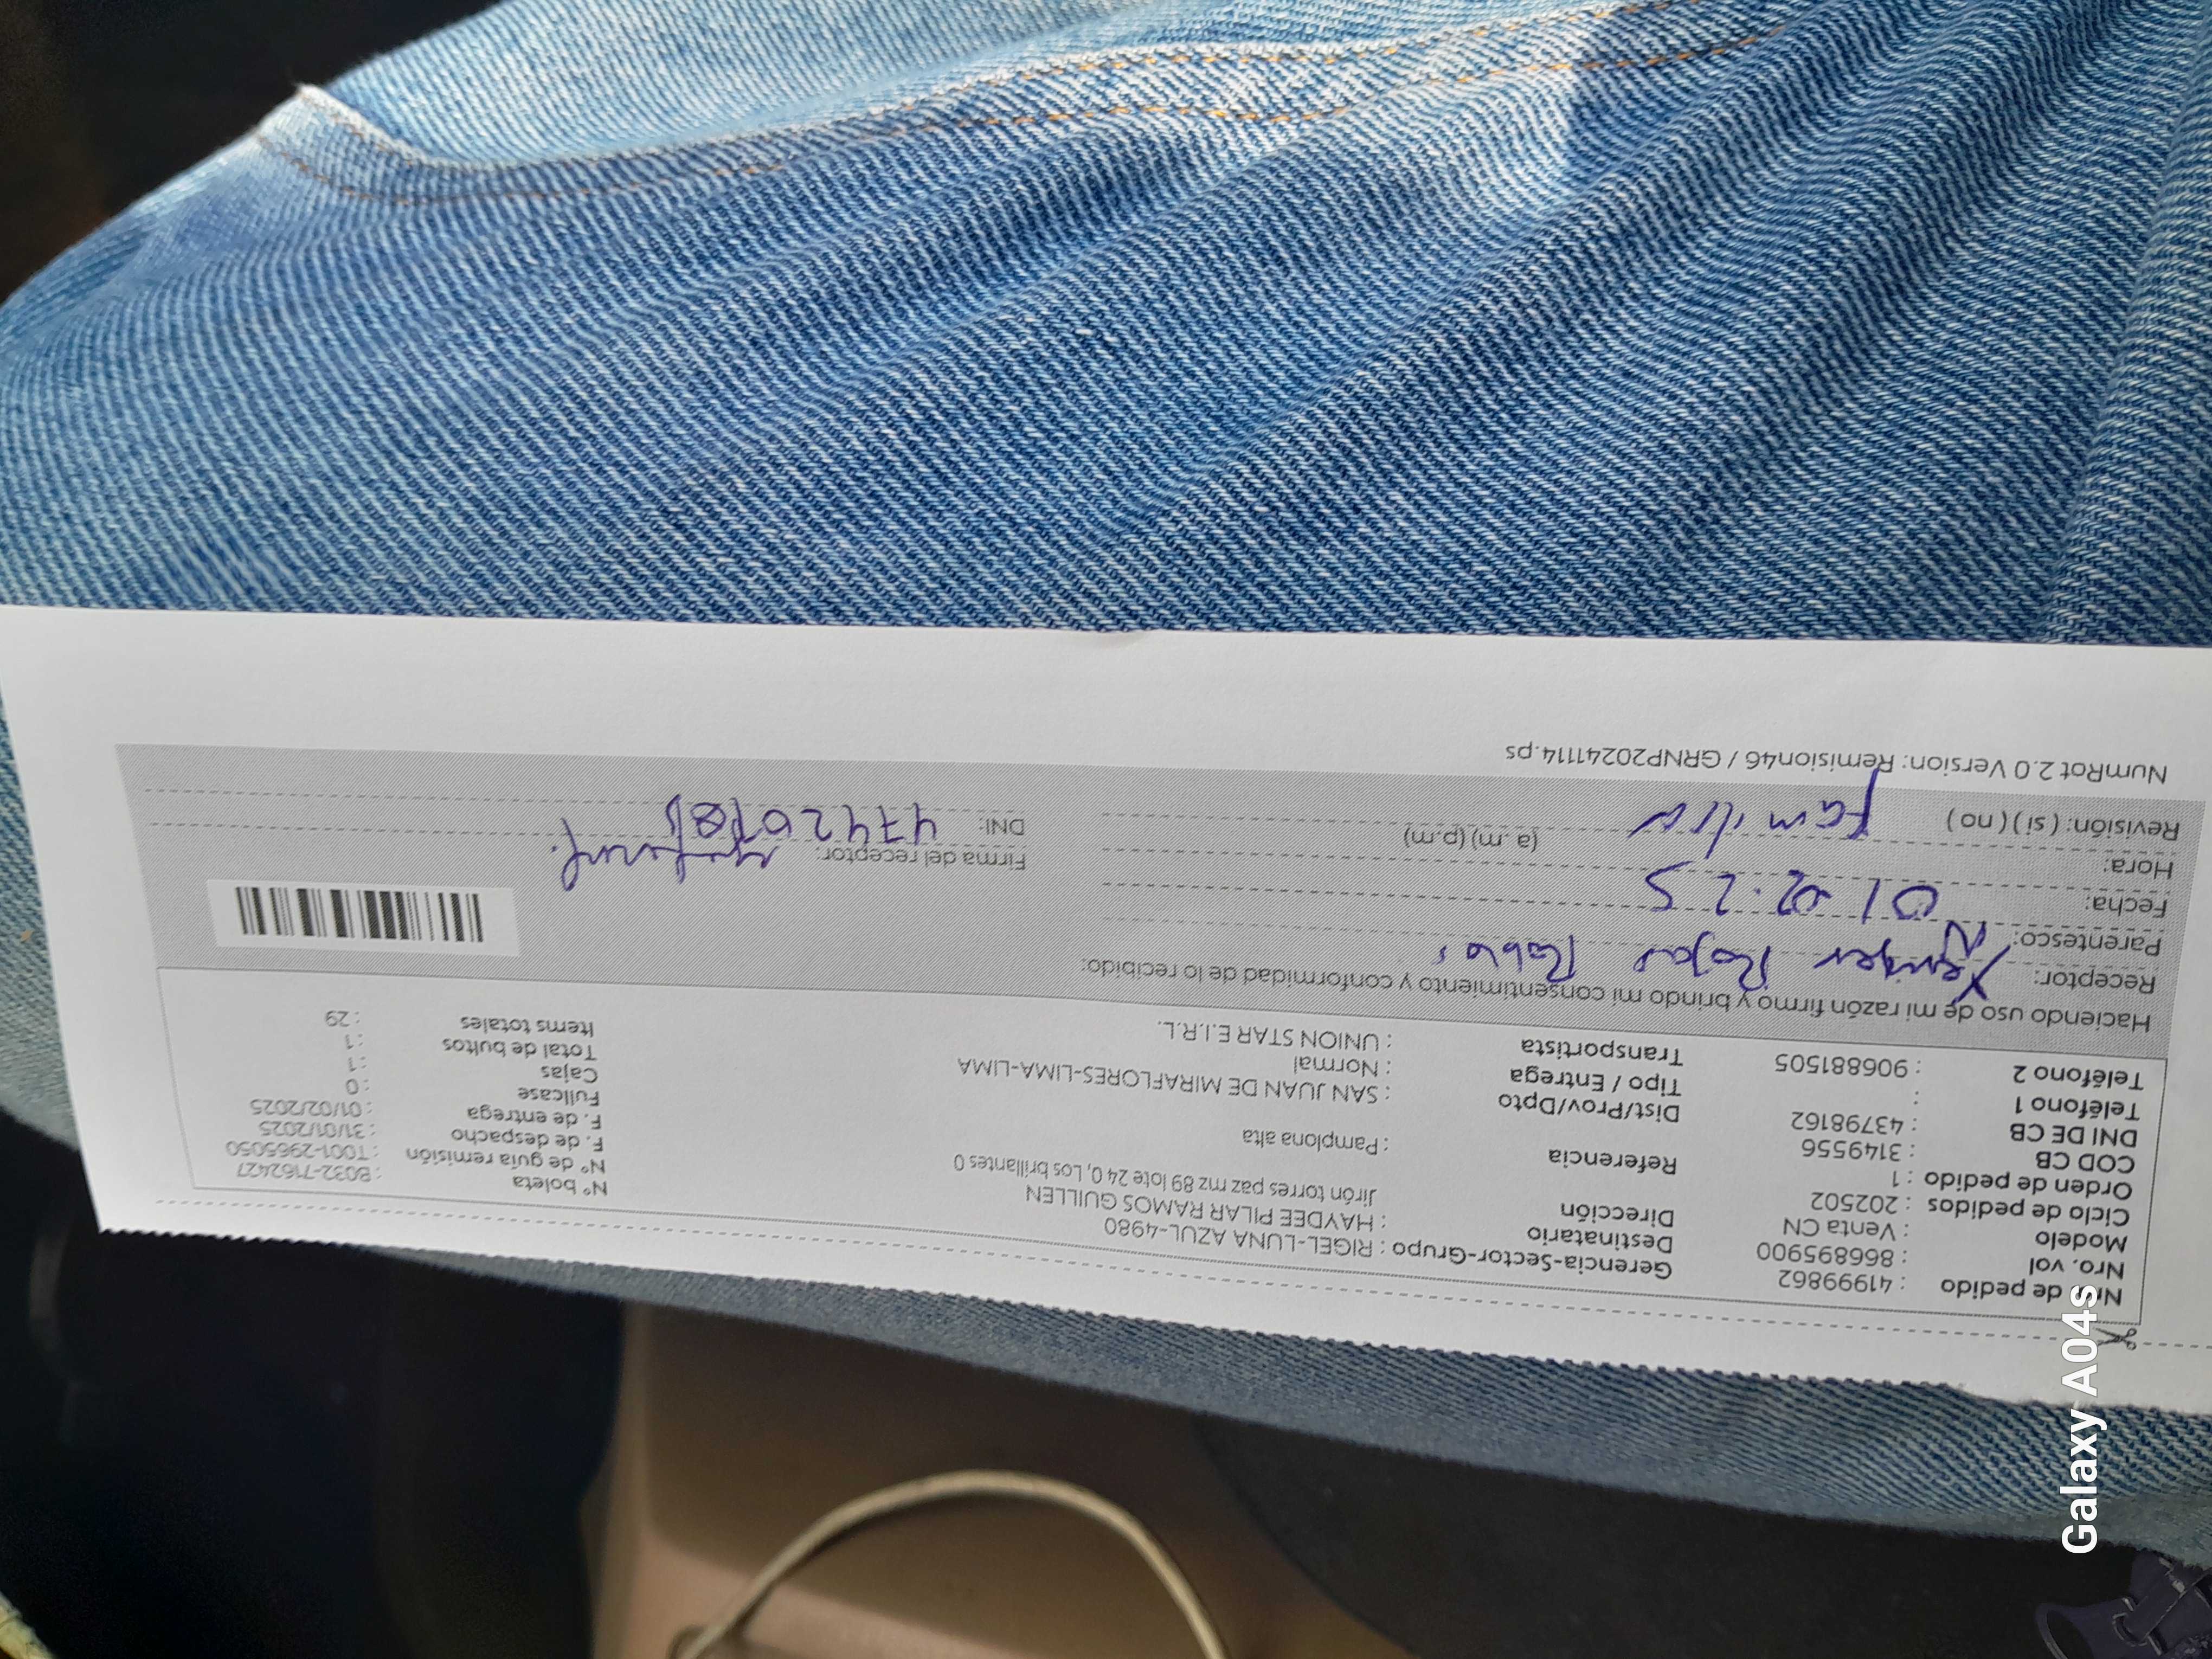 Nro. de pedido : 41999862
Nro. vol : 866895900
Modelo : Venta CN
Ciclo de pedidos : 202502
Orden de pedido : 1
COD CB : 3149556
DNI DE CB : 43798162
Teléfono 1 :
Teléfono 2 : 906881505
Gerencia-Sector-Grupo : RIGEL-LUNA AZUL-4980
Destinatario : HAYDEE PILAR RAMOS GUILLEN
Dirección Jirón torres paz mz 89 lote 24 0, Los brillantes 0
Referencia : Pamplona alta
Dist/Prov/Dpto : SAN JUAN DE MIRAFLORES-LIMA-LIMA
Tipo / Entrega : Normal
Transportista : UNION STAR E.I.R.L.
N° boleta : B032-7162427
N° de guía remisión : T001-2965050
F. de despacho : 31/01/2025
F. de entrega : 01/02/2025
Fullcase : 0
Cajas : 1
Total de bultos : 1
Items totales : 29
Haciendo uso de mi razón firmo y brindo mi consentimiento y conformidad de lo recibido:
Receptor: Rojas
Parentesco:
Fecha: 01 02.25
Hora: (a.m) (p.m)
Revisión: ( si ) ( no ) Familiar
Firma del receptor:
DNI:
NumRot 2.0 Version: Remision46 / GRNP20241114.ps
Galaxy A04s